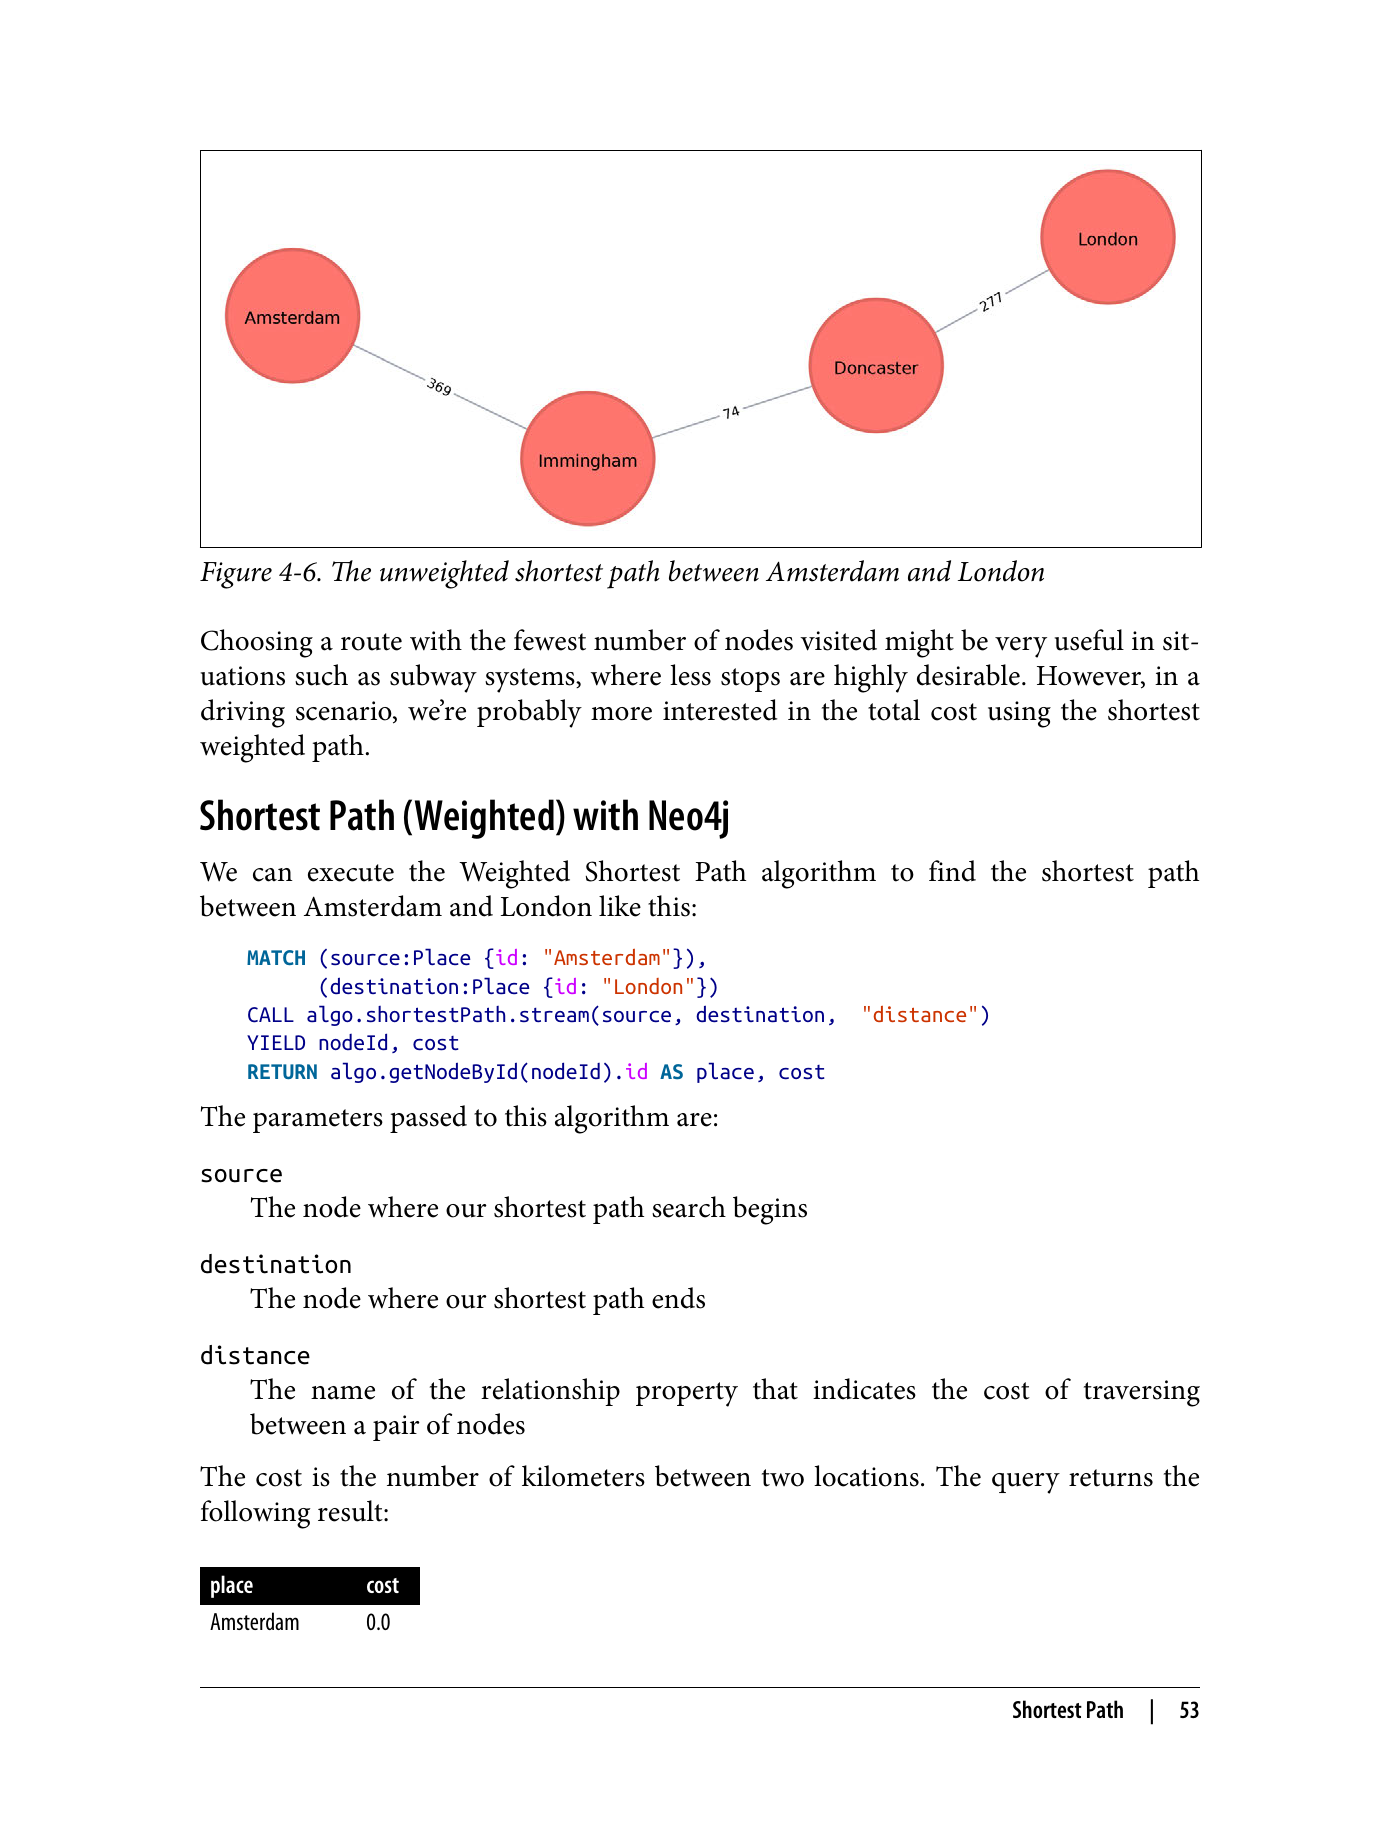 London
Amsterdam
277
Doncaster
369
74
Immingham
Figure 4-6. The unweighted shortest path between Amsterdam and London
Choosing a route with the fewest number of nodes visited might be very useful in sit-
uations such as subway systems, where less stops are highly desirable. However, in a
driving scenario, we’re probably more interested in the total cost using the shortest
weighted path.
Shortest Path (Weighted) with Neo4j
We can execute the Weighted Shortest Path algorithm to find the shortest path
between Amsterdam and London like this:
MATCH (source:Place {id: "Amsterdam"}),
      (destination:Place {id: "London"})
CALL algo.shortestPath.stream(source, destination,  "distance")
YIELD nodeId, cost
RETURN algo.getNodeById(nodeId).id AS place, cost
The parameters passed to this algorithm are:
source
The node where our shortest path search begins
destination
The node where our shortest path ends
distance
The name of the relationship property that indicates the cost of traversing
between a pair of nodes
The cost is the number of kilometers between two locations. The query returns the
following result:
place cost
Amsterdam 0.0
Shortest Path | 53